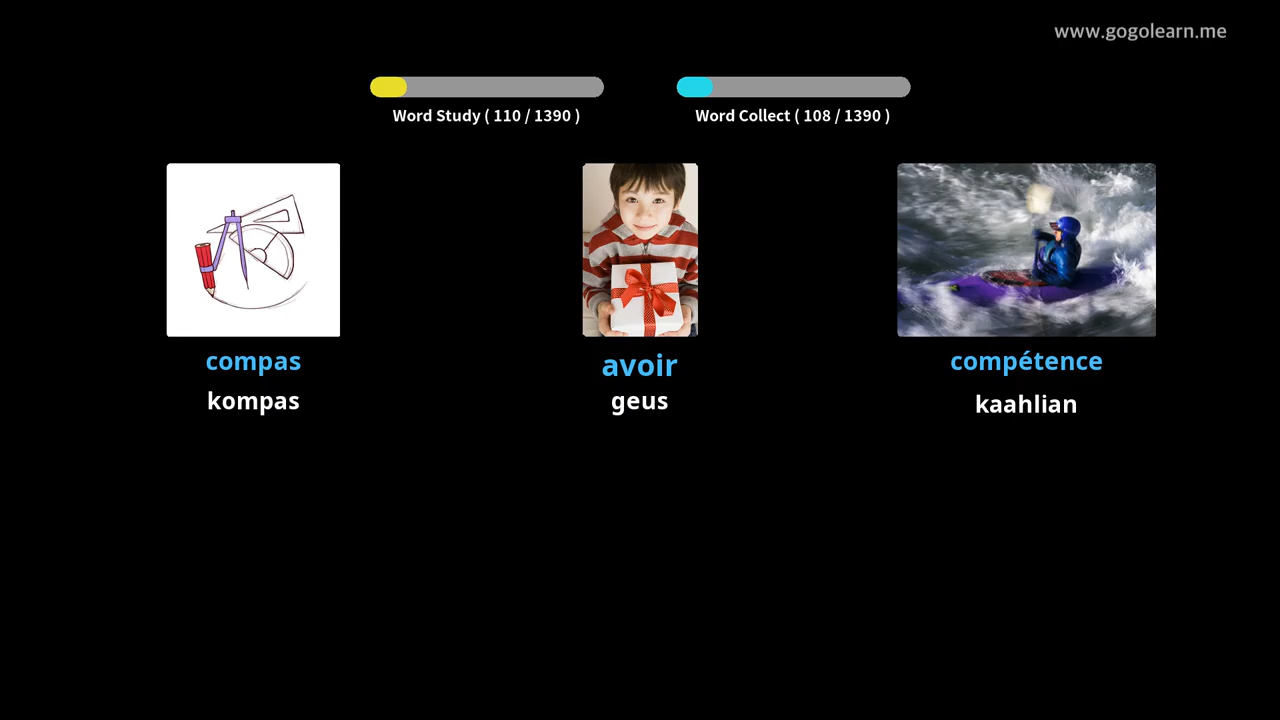 www.gogolearn.me
Word Study ( 110 / 1390 )
Word Collect ( 108 / 1390 )
compas
avoir
compétence
kompas
geus
kaahlian